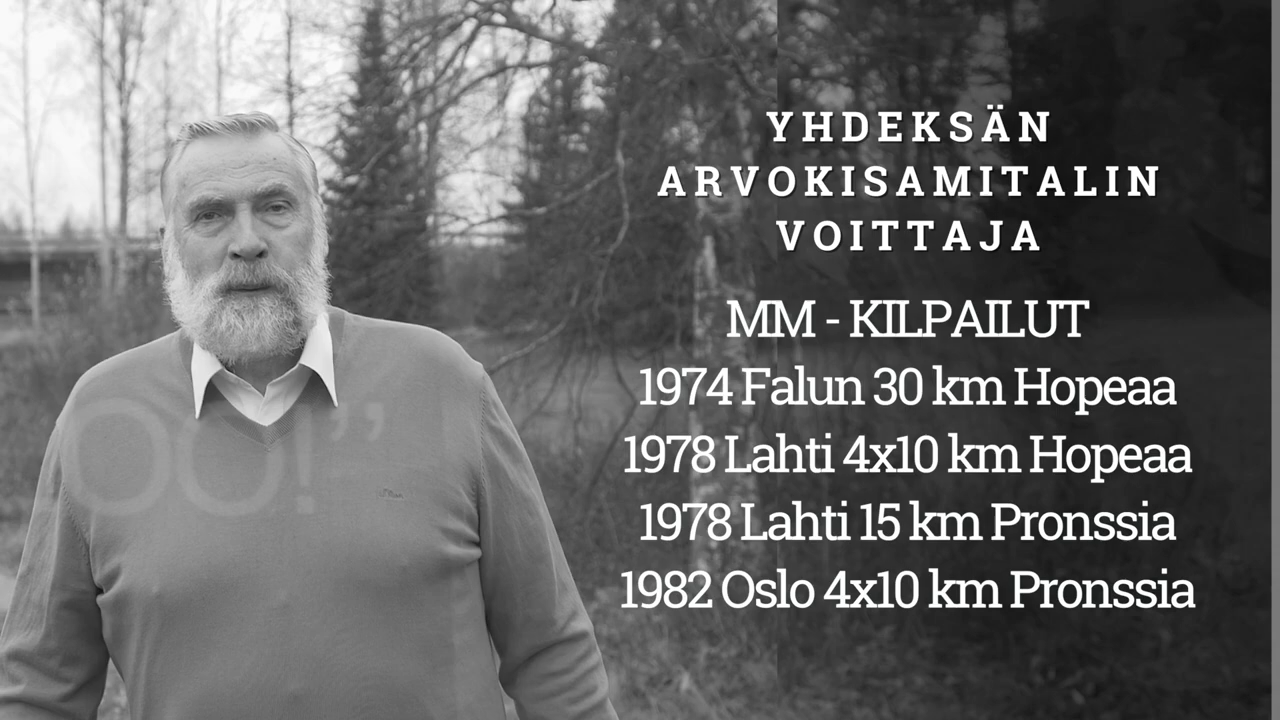 YHDEKSÄN
ARVOKISAMITALIN
VOITTAJA
MM - KILPAILUT
1974 Falun 30 km Hopeaa
1978 Lahti 4x10 km Hopeaa
1978 Lahti 15 km Pronssia
1982 Oslo 4x10 km Pronssia
OO!”